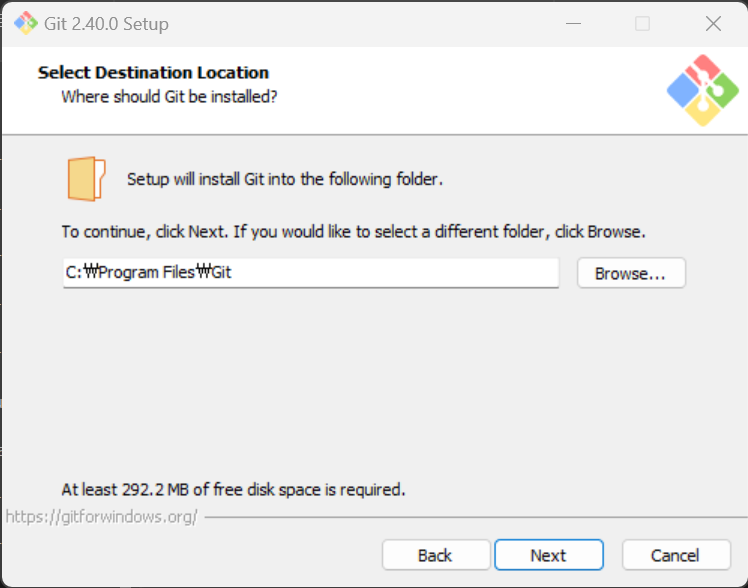 Git 2.40.0 Setup
Select Destination Location
Where should Git be installed?
Setup will install Git into the following folder.
To continue, click Next. If you would like to select a different folder, click Browse.
C:₩Program Files₩Git
Browse...
At least 292.2 MB of free disk space is required.
https://gitforwindows.org/
Back
Next
Cancel